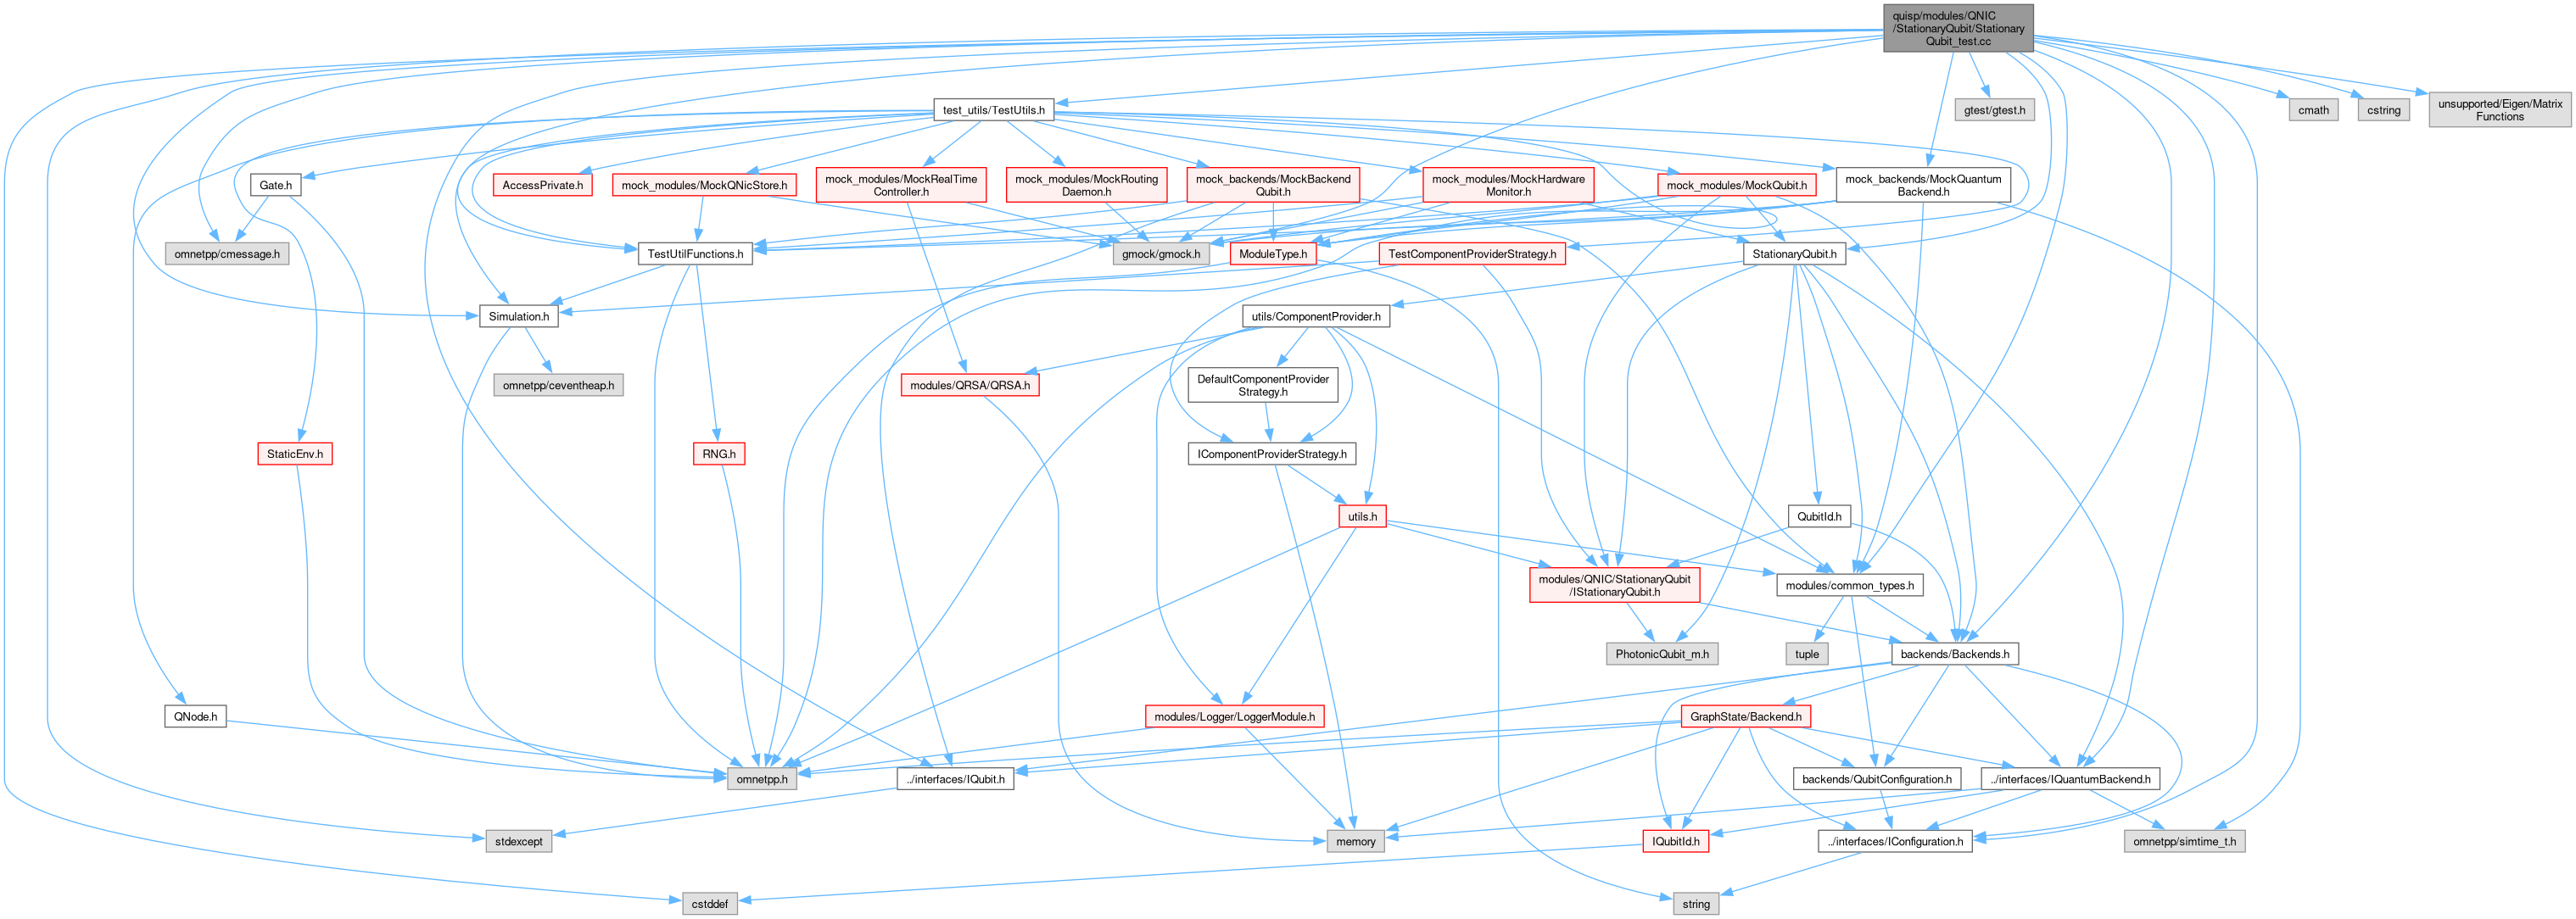 quisp/modules/QNIC
/StationaryQubit/Stationary
Qubit_test.cc
test_utils/TestUtils.h
gtest/gtest.h
cmath
cstring
unsupported/Eigen/Matrix
Functions
Gate.h
AccessPrivate.h
mock_modules/MockQNicStore.h
mock_modules/MockRealTime
Controller.h
mock_modules/MockRouting
Daemon.h
mock_backends/MockBackend
Qubit.h
mock_modules/MockHardware
Monitor.h
mock_modules/MockQubit.h
mock_backends/MockQuantum
Backend.h
omnetpp/cmessage.h
TestUtilFunctions.h
gmock/gmock.h
ModuleType.h
TestComponentProviderStrategy.h
StationaryQubit.h
Simulation.h
utils/ComponentProvider.h
omnetpp/ceventheap.h
modules/QRSA/QRSA.h
DefaultComponentProvider
Strategy.h
StaticEnv.h
RNG.h
IComponentProviderStrategy.h
utils.h
QubitId.h
modules/QNIC/StationaryQubit
/IStationaryQubit.h
modules/common_types.h
PhotonicQubit_m.h
tuple
backends/Backends.h
QNode.h
modules/Logger/LoggerModule.h
GraphState/Backend.h
omnetpp.h
../interfaces/IQubit.h
backends/QubitConfiguration.h
../interfaces/IQuantumBackend.h
stdexcept
memory
IQubitId.h
../interfaces/IConfiguration.h
omnetpp/simtime_t.h
cstddef
string